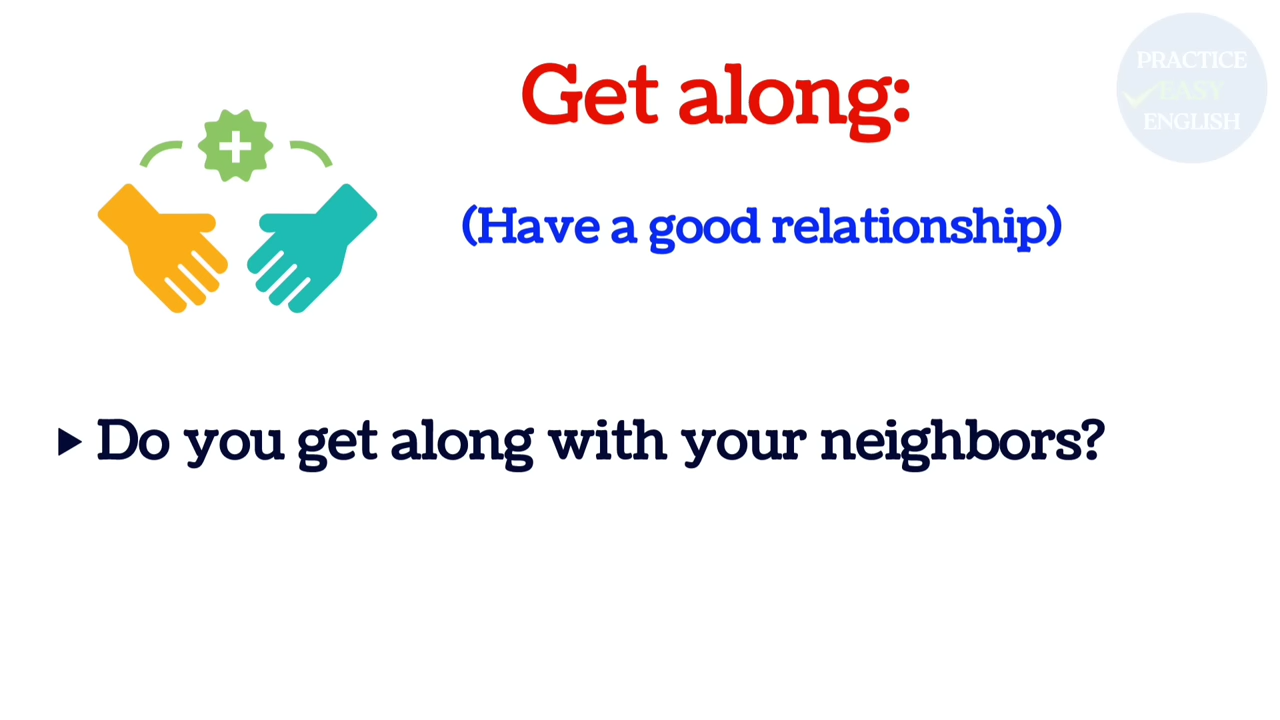 Get along:
(Have a good relationship)
Do you get along with your neighbors?
PRACTICE
EASY
ENGLISH